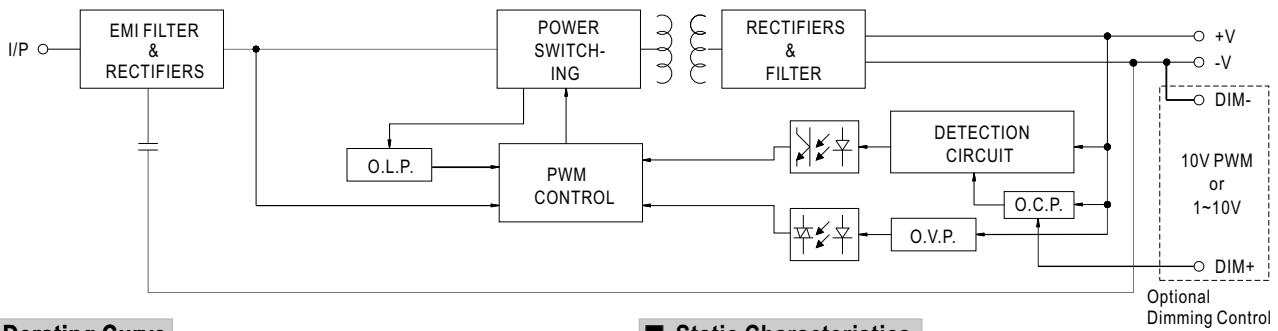 I/P
EMI FILTER
&
RECTIFIERS
POWER
SWITCH-
ING
RECTIFIERS
&
FILTER
+V
-V
DIM-
O.L.P.
PWM
CONTROL
DETECTION
CIRCUIT
O.C.P.
O.V.P.
10V PWM
or
1~10V
DIM+
Optional
Dimming Control
Derating Curve
■ Static Characteristics